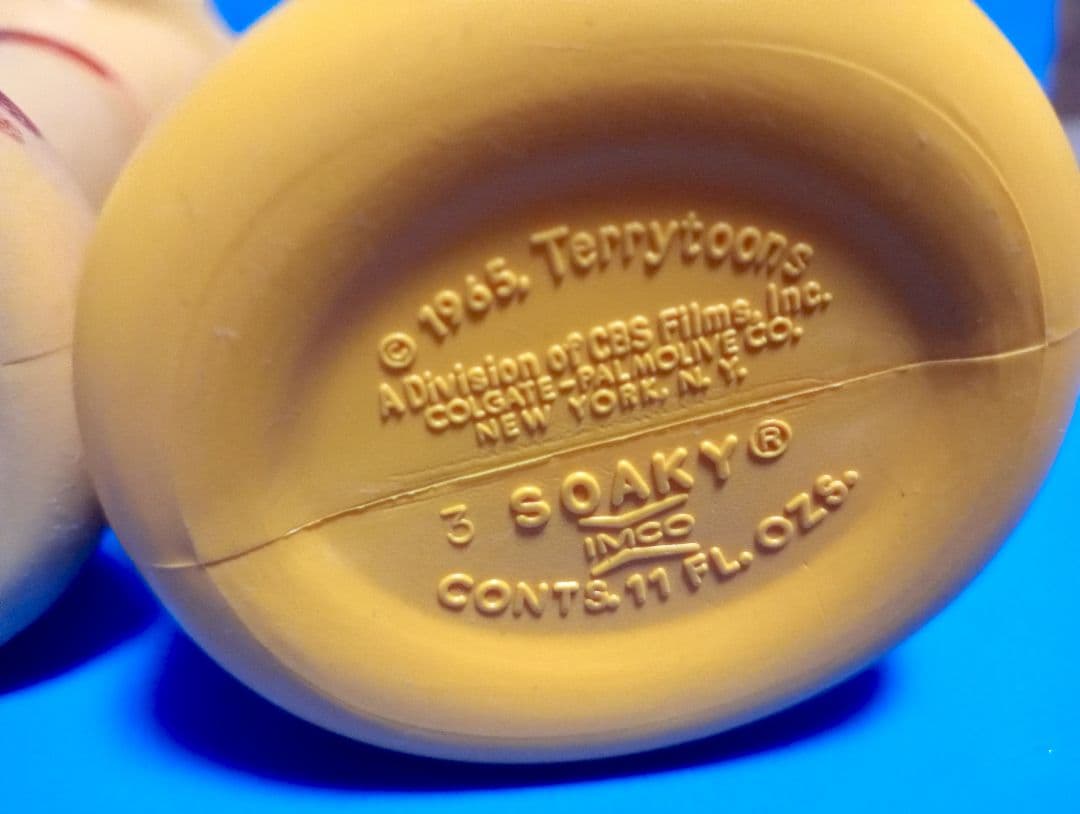 © 1965, Terrytoons
A Division of CBS Films, Inc.
COLGATE-PALMOLIVE CO.
NEW YORK, N.Y.
3 SOAKY®
IMCO
CONTS. 11 FL. OZS.